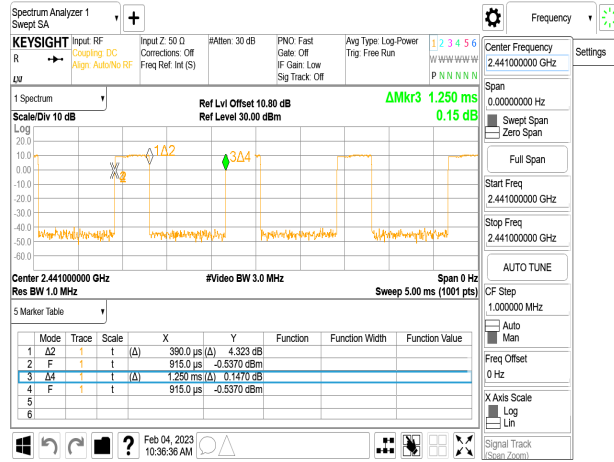 Spectrum Analyzer 1
Swept SA
Frequency
KEYSIGHT
R
Input: RF
Coupling: DC
Align: Auto/No RF
Input Z: 50 Ω
Corrections: Off
Freq Ref: Int (S)
#Atten: 30 dB
PNO: Fast
Gate: Off
IF Gain: Low
Sig Track: Off
Avg Type: Log-Power
Trig: Free Run
1 2 3 4 5 6
W W W W W W
P N N N N N
1 Spectrum
Scale/Div 10 dB
Ref Lvl Offset 10.80 dB
Ref Level 30.00 dBm
ΔMkr3 1.250 ms
0.15 dB
Log
20.0
10.0
0.00
-10.0
-20.0
-30.0
-40.0
-50.0
-60.0
1Δ2
3Δ4
Center 2.441000000 GHz
Res BW 1.0 MHz
#Video BW 3.0 MHz
Span 0 Hz
Sweep 5.00 ms (1001 pts)
5 Marker Table
Mode Trace Scale X Y Function Function Width Function Value
1 Δ2 1 t (Δ) 390.0 µs (Δ) 4.323 dB
2 F 1 t 915.0 µs -0.5370 dBm
3 Δ4 1 t (Δ) 1.250 ms (Δ) 0.1470 dB
4 F 1 t 915.0 µs -0.5370 dBm
5
6
Feb 04, 2023
10:36:36 AM
Center Frequency
2.441000000 GHz
Settings
Span
0.00000000 Hz
Swept Span
Zero Span
Full Span
Start Freq
2.441000000 GHz
Stop Freq
2.441000000 GHz
AUTO TUNE
CF Step
1.000000 MHz
Auto
Man
Freq Offset
0 Hz
X Axis Scale
Log
Lin
Signal Track
(Span Zoom)